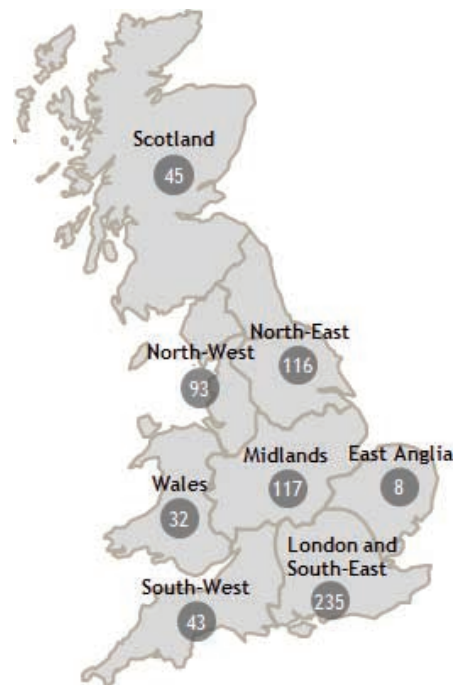 Scotland
45
North-East
116
North-West
93
Midlands
117
East Anglia
8
Wales
32
London and
South-East
235
South-West
43